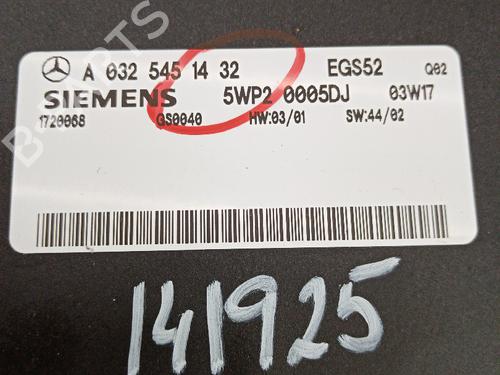 A 032 545 14 32 EGS52 Q02
SIEMENS 5WP2 0005DJ 03W17
1720068 GS0040 HW:03/01 SW:44/02
141925